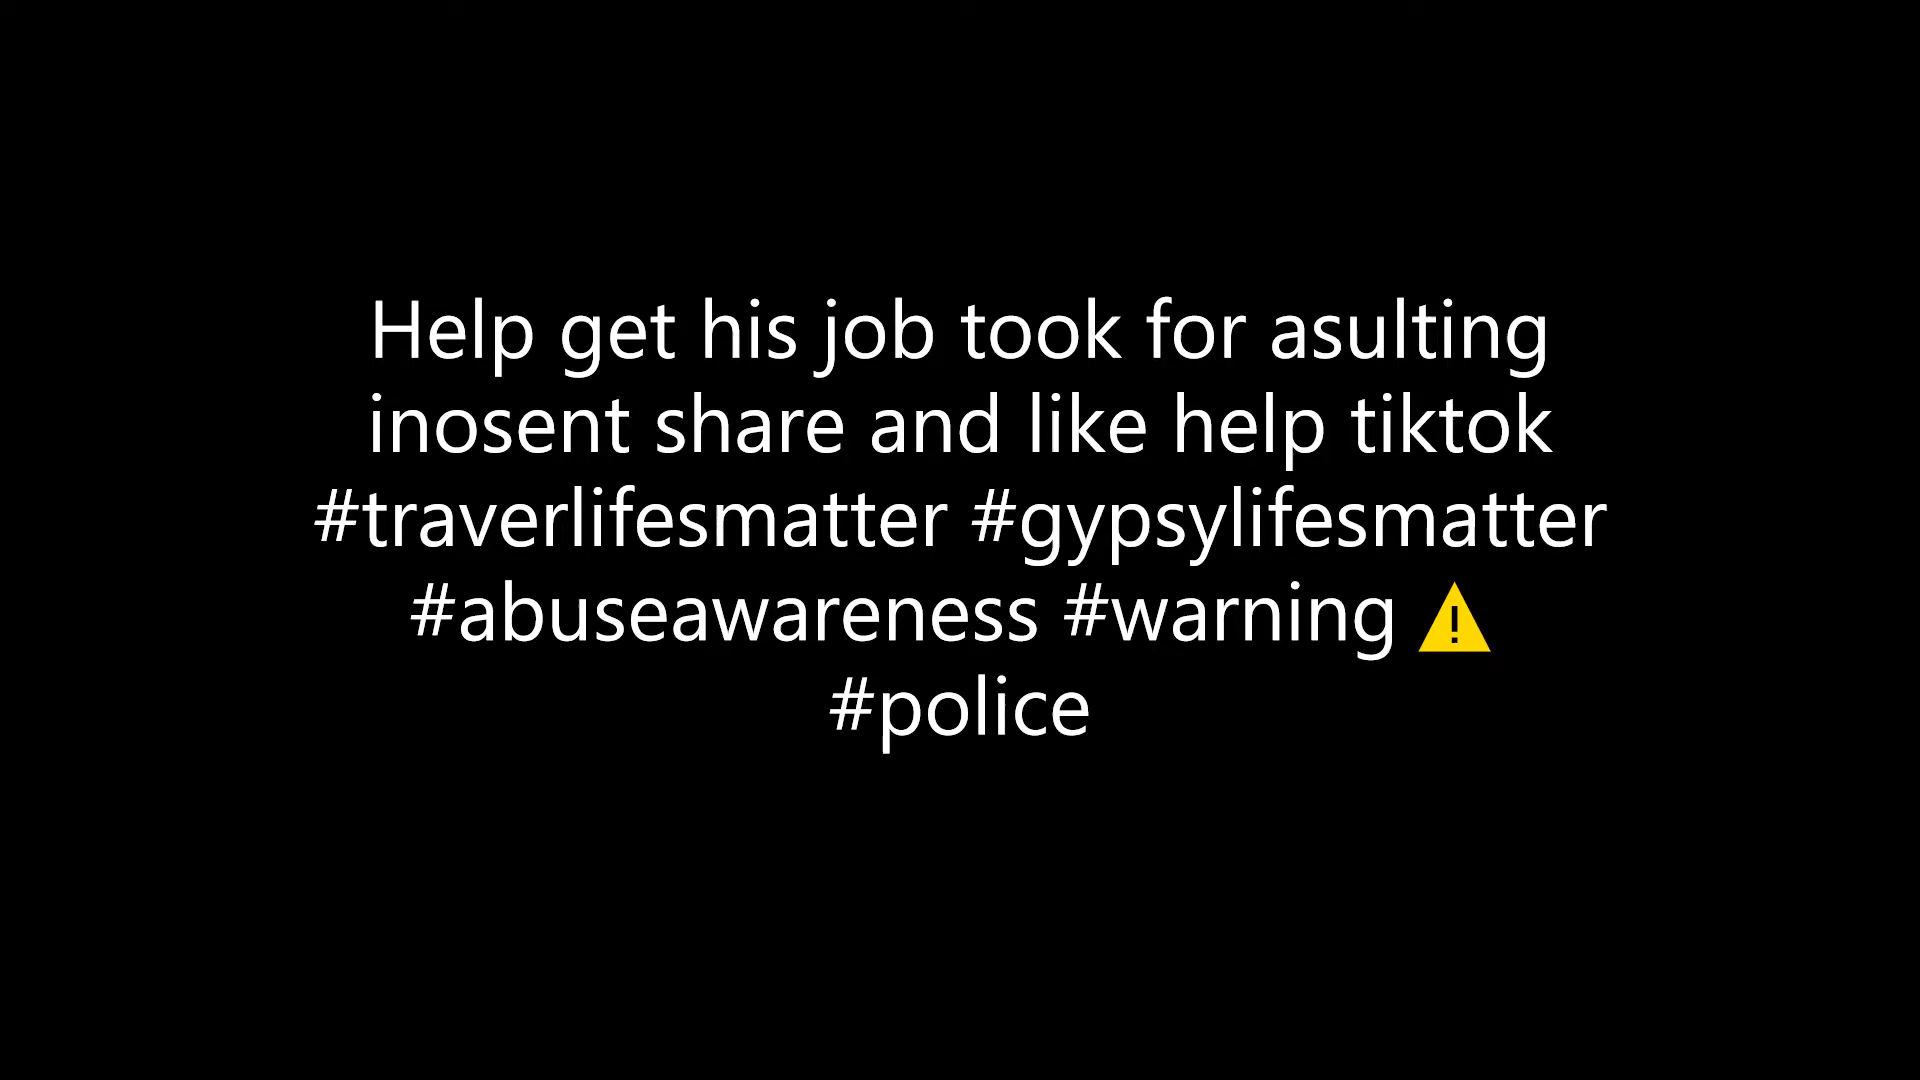 Help get his job took for asulting
inosent share and like help tiktok
#traverlifesmatter #gypsylifesmatter
#abuseawareness #warning ⚠
#police